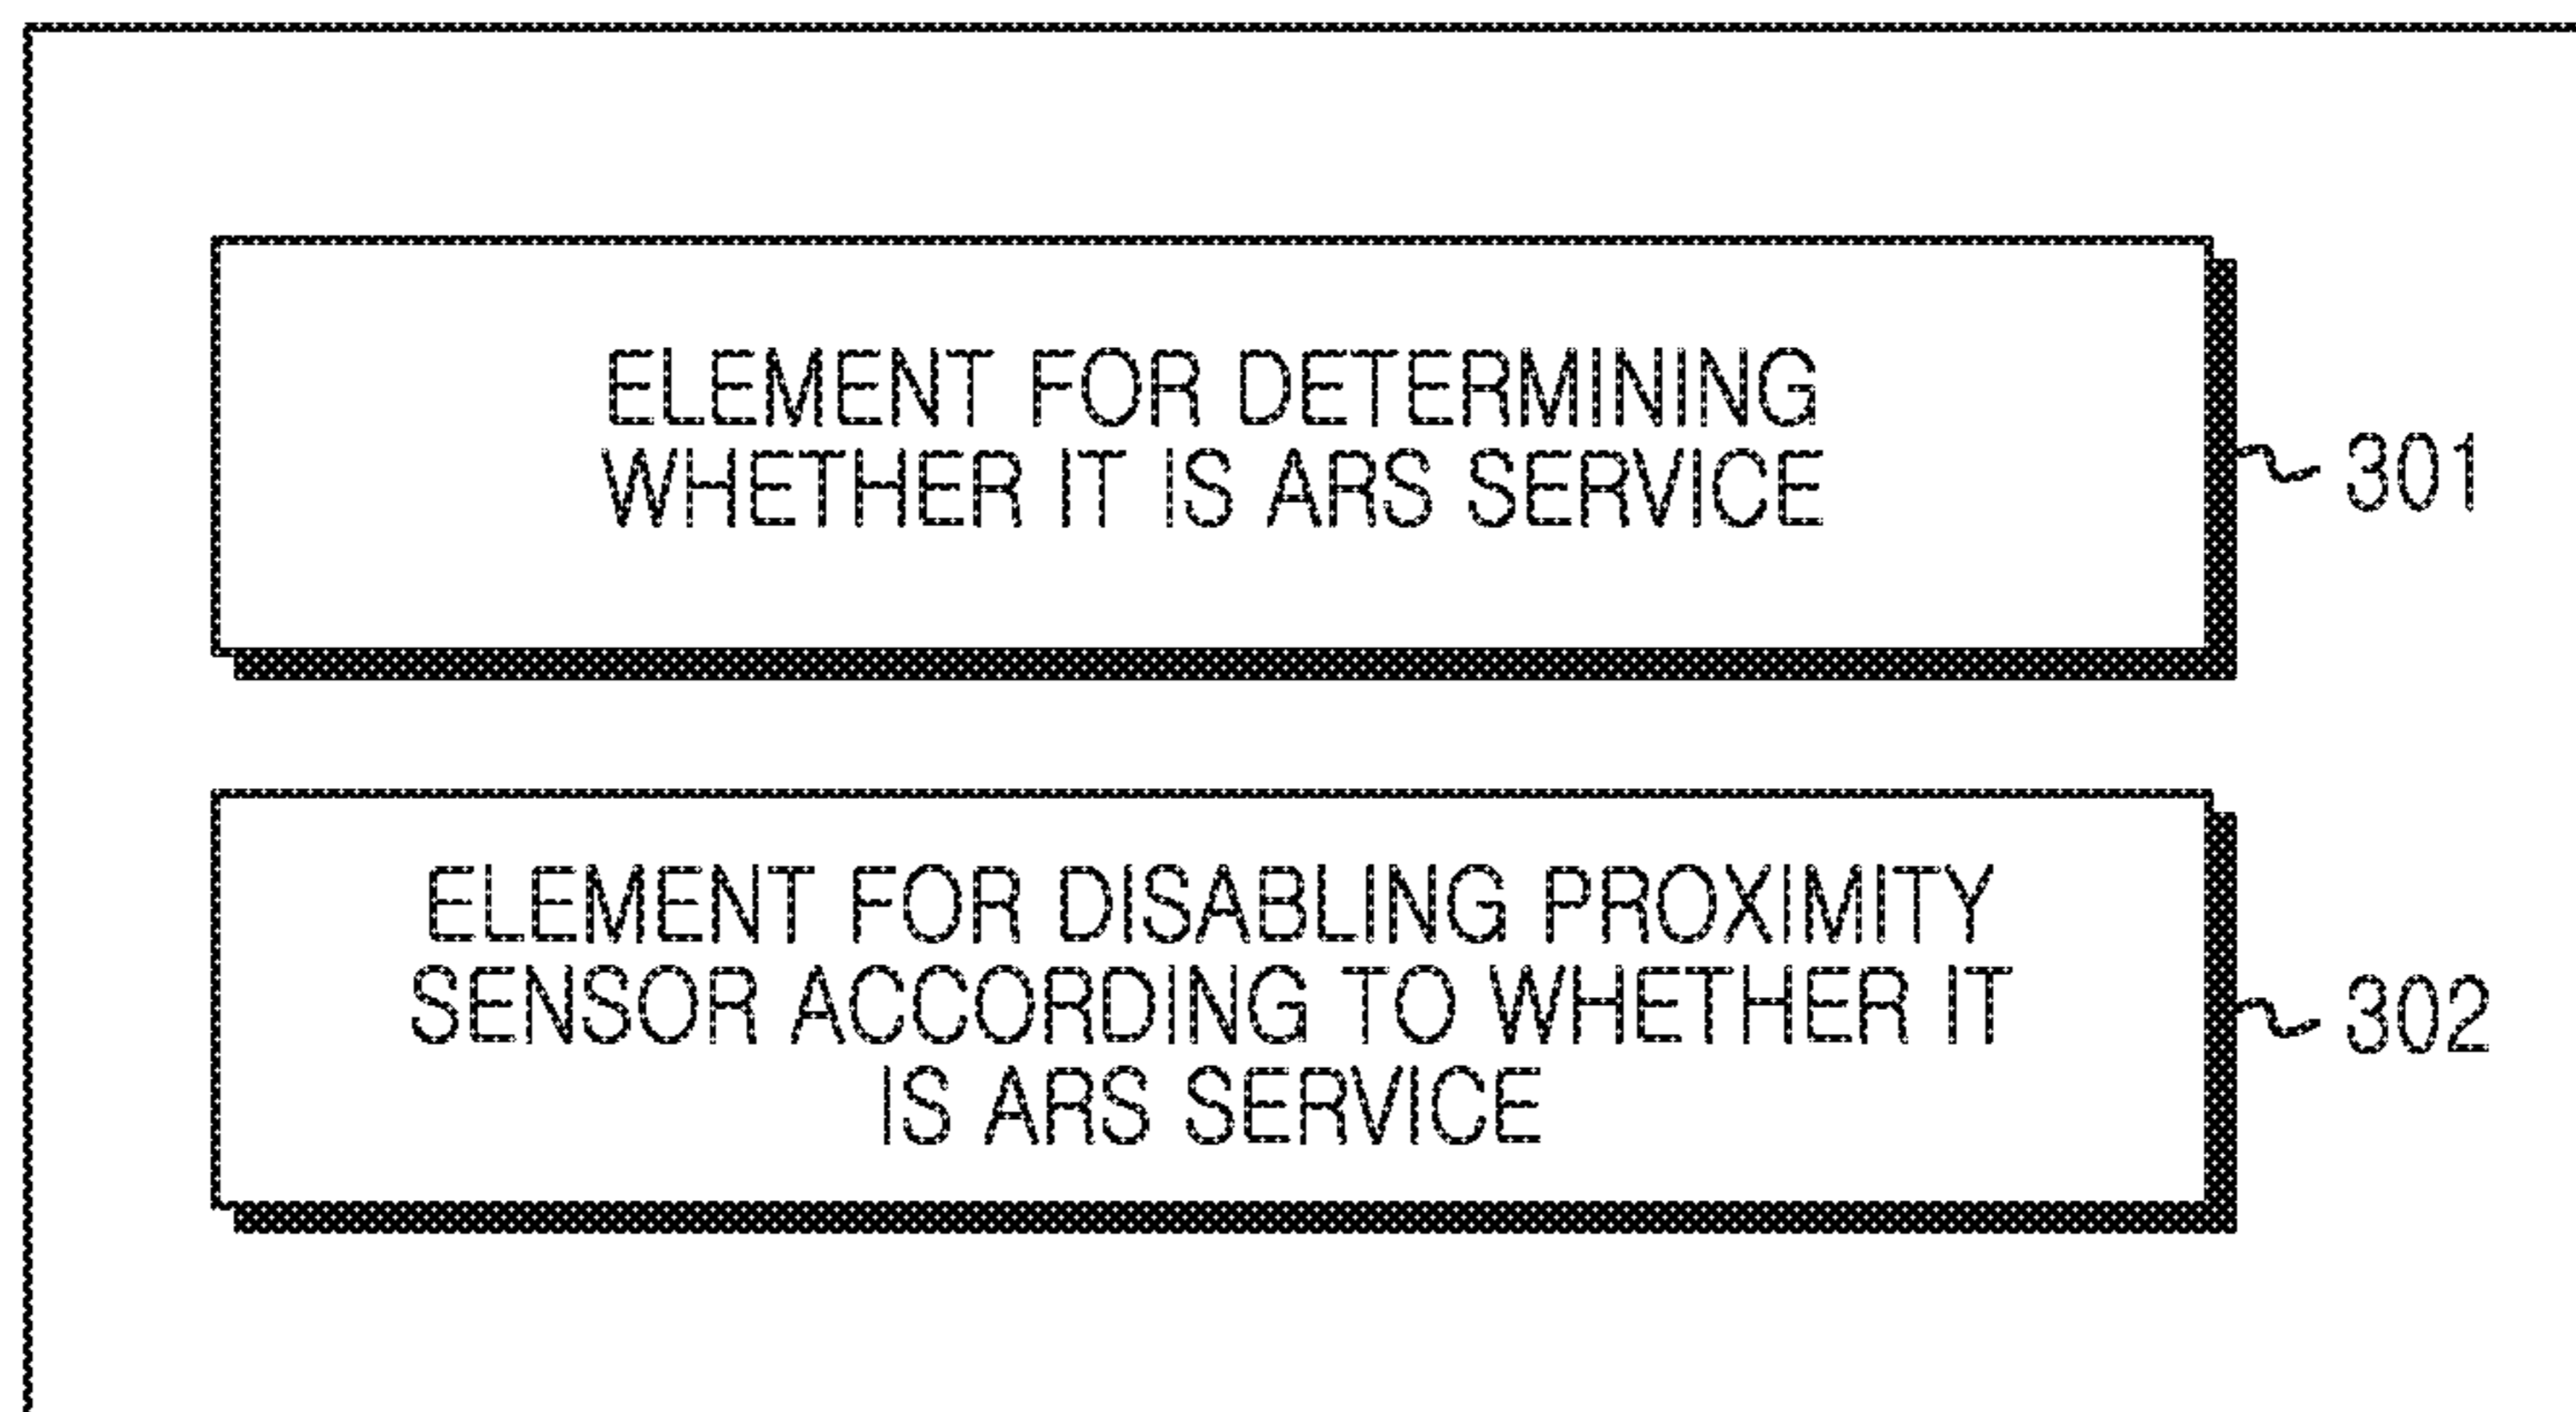 ELEMENT FOR DETERMINING
WHETHER IT IS ARS SERVICE
301
ELEMENT FOR DISABLING PROXIMITY
SENSOR ACCORDING TO WHETHER IT
IS ARS SERVICE
302